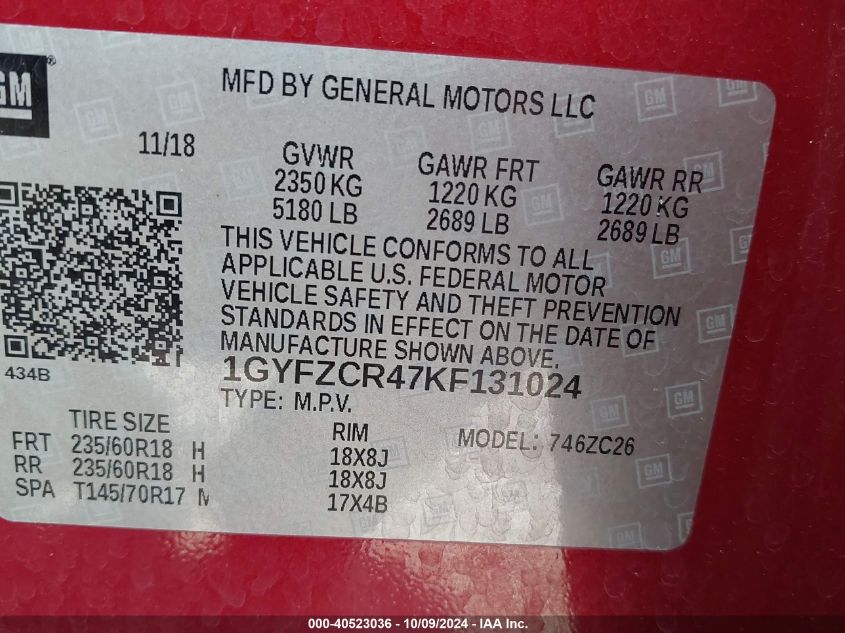 GM
MFD BY GENERAL MOTORS LLC
11/18
GVWR GAWR FRT GAWR RR
2350 KG 1220 KG 1220 KG
5180 LB 2689 LB 2689 LB
THIS VEHICLE CONFORMS TO ALL
APPLICABLE U.S. FEDERAL MOTOR
VEHICLE SAFETY AND THEFT PREVENTION
STANDARDS IN EFFECT ON THE DATE OF
MANUFACTURE SHOWN ABOVE.
434B
1GYFZCR47KF131024
TYPE: M.P.V.
TIRE SIZE RIM MODEL: 746ZC26
FRT 235/60R18 H 18X8J
RR 235/60R18 H 18X8J
SPA T145/70R17 M 17X4B
000-40523036 - 10/09/2024 - IAA Inc.